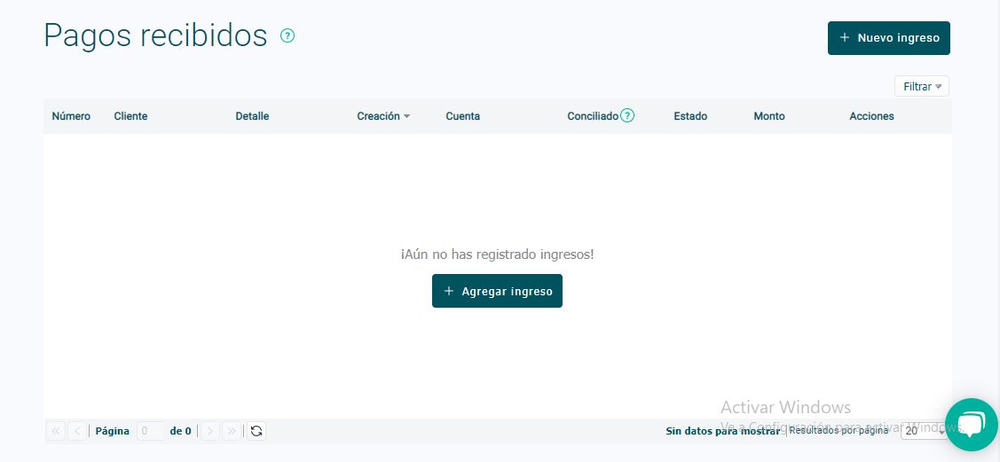 Pagos recibidos ?
+ Nuevo ingreso
Filtrar
Número Cliente Detalle Creación Cuenta Conciliado ? Estado Monto Acciones
¡Aún no has registrado ingresos!
+ Agregar ingreso
Activar Windows
Ve a Configuración para activar Windows.
Página 0 de 0 Sin datos para mostrar Resultados por página 20